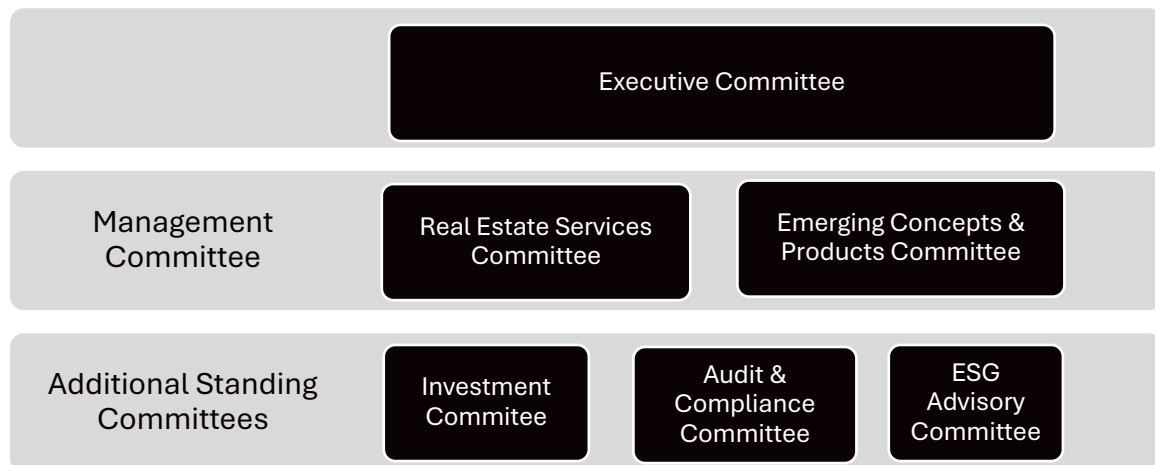 Executive Committee
Management
Committee
Real Estate Services
Committee
Emerging Concepts &
Products Committee
Additional Standing
Committees
Investment
Commitee
Audit &
Compliance
Committee
ESG
Advisory
Committee